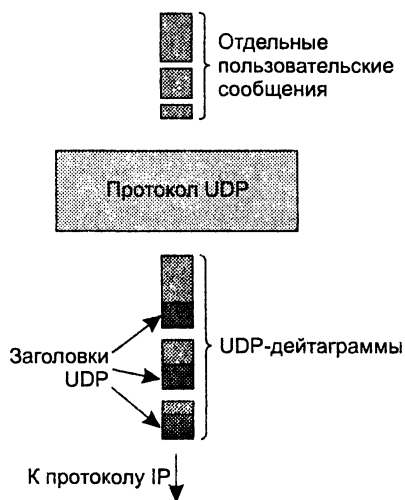 Отдельные
пользовательские
сообщения
Протокол UDP
Заголовки
UDP
UDP-дейтаграммы
К протоколу IP